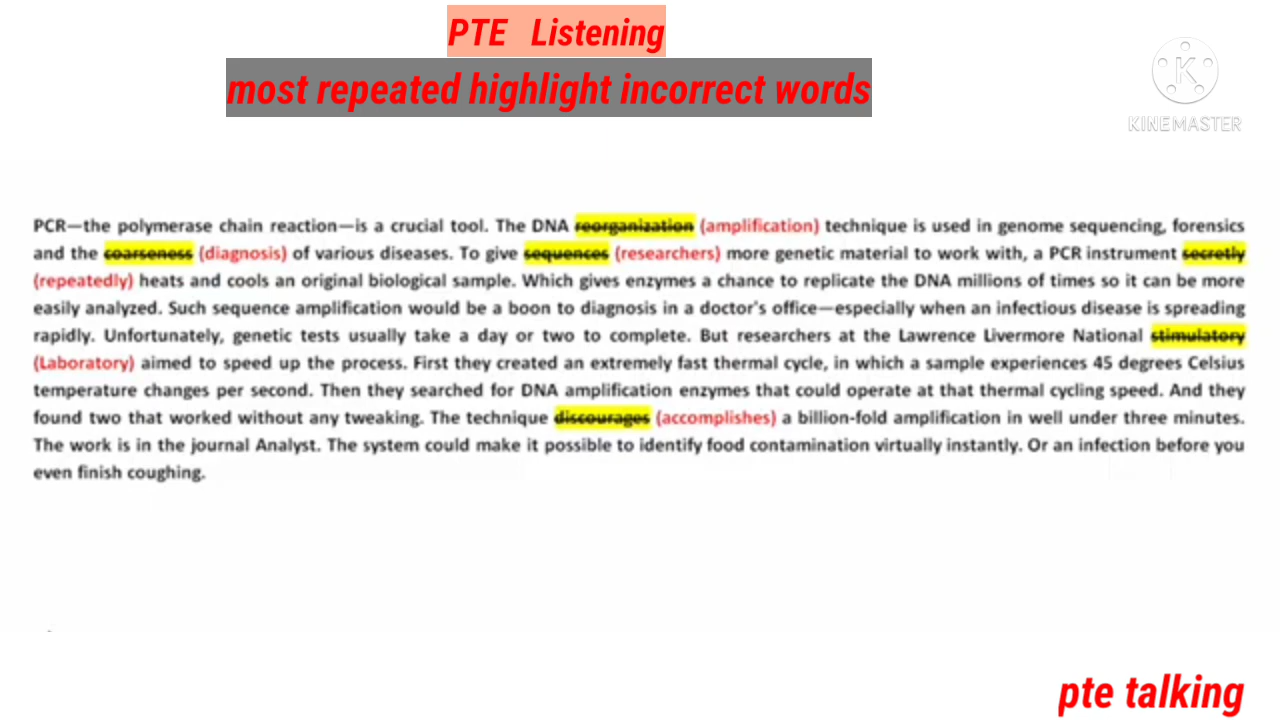 PTE Listening
most repeated highlight incorrect words
K
KINEMASTER
PCR—the polymerase chain reaction—is a crucial tool. The DNA reorganization (amplification) technique is used in genome sequencing, forensics
and the coarseness (diagnosis) of various diseases. To give sequences (researchers) more genetic material to work with, a PCR instrument secretly
(repeatedly) heats and cools an original biological sample. Which gives enzymes a chance to replicate the DNA millions of times so it can be more
easily analyzed. Such sequence amplification would be a boon to diagnosis in a doctor's office—especially when an infectious disease is spreading
rapidly. Unfortunately, genetic tests usually take a day or two to complete. But researchers at the Lawrence Livermore National stimulatory
(Laboratory) aimed to speed up the process. First they created an extremely fast thermal cycle, in which a sample experiences 45 degrees Celsius
temperature changes per second. Then they searched for DNA amplification enzymes that could operate at that thermal cycling speed. And they
found two that worked without any tweaking. The technique discourages (accomplishes) a billion-fold amplification in well under three minutes.
The work is in the journal Analyst. The system could make it possible to identify food contamination virtually instantly. Or an infection before you
even finish coughing.
pte talking